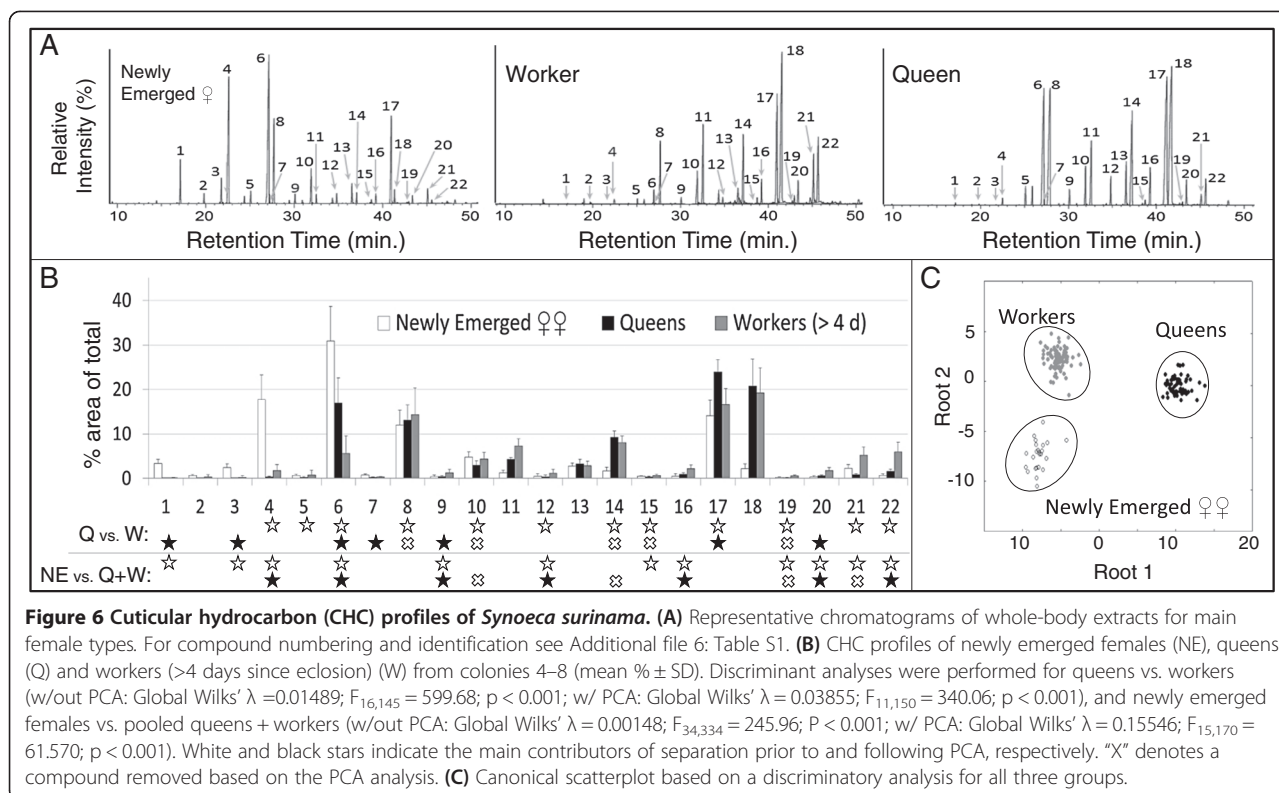 A
Newly
Emerged ♀
Relative
Intensity (%)
1 2 3 4 5 6 7 8 9 10 11 12 13 14 15 16 17 18 19 20 21 22
10 20 30 40 50
Retention Time (min.)
Worker
1 2 3 4 5 6 7 8 9 10 11 12 13 14 15 16 17 18 19 20 21 22
10 20 30 40 50
Retention Time (min.)
Queen
1 2 3 4 5 6 8 7 9 10 11 12 13 14 15 16 17 18 19 20 21 22
10 20 30 40 50
Retention Time (min.)
B
% area of total
40
30
20
10
0
Newly Emerged ♀♀ Queens Workers (> 4 d)
1 2 3 4 5 6 7 8 9 10 11 12 13 14 15 16 17 18 19 20 21 22
Q vs. W:
NE vs. Q+W:
C
Workers
Queens
Newly Emerged ♀♀
Root 2
5
0
-5
-10
10 0 10 20
Root 1
Figure 6 Cuticular hydrocarbon (CHC) profiles of Synoeca surinama. (A) Representative chromatograms of whole-body extracts for main
female types. For compound numbering and identification see Additional file 6: Table S1. (B) CHC profiles of newly emerged females (NE), queens
(Q) and workers (>4 days since eclosion) (W) from colonies 4–8 (mean % ± SD). Discriminant analyses were performed for queens vs. workers
(w/out PCA: Global Wilks’ λ =0.01489; F16,145 = 599.68; p < 0.001; w/ PCA: Global Wilks’ λ = 0.03855; F11,150 = 340.06; p < 0.001), and newly emerged
females vs. pooled queens + workers (w/out PCA: Global Wilks’ λ = 0.00148; F34,334 = 245.96; P < 0.001; w/ PCA: Global Wilks’ λ = 0.15546; F15,170 =
61.570; p < 0.001). White and black stars indicate the main contributors of separation prior to and following PCA, respectively. “X” denotes a
compound removed based on the PCA analysis. (C) Canonical scatterplot based on a discriminatory analysis for all three groups.